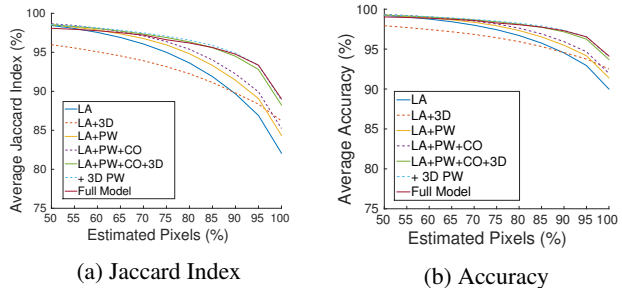 100
95
90
85
80
75
50 55 60 65 70 75 80 85 90 95 100
Average Jaccard Index (%)
Estimated Pixels (%)
LA
LA+3D
LA+PW
LA+PW+CO
LA+PW+CO+3D
+ 3D PW
Full Model
(a) Jaccard Index
100
95
90
85
80
75
50 55 60 65 70 75 80 85 90 95 100
Average Accuracy (%)
Estimated Pixels (%)
LA
LA+3D
LA+PW
LA+PW+CO
LA+PW+CO+3D
+ 3D PW
Full Model
(b) Accuracy